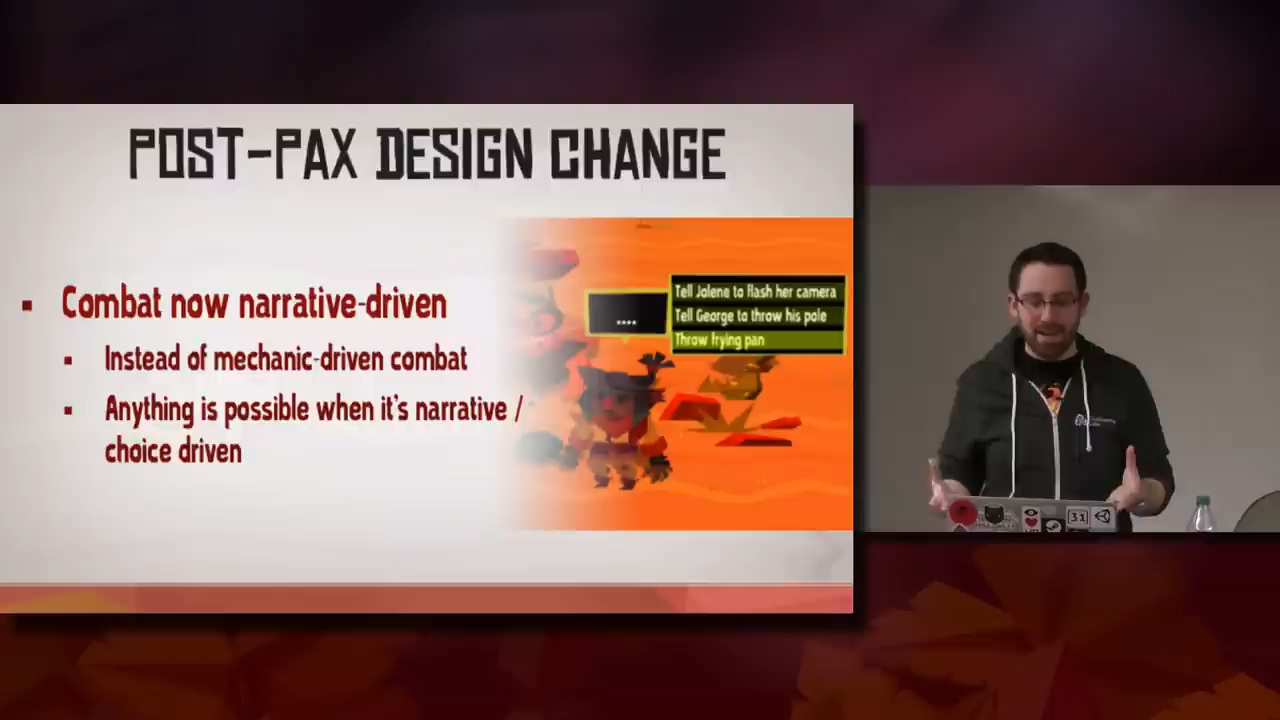 POST-PAX DESIGN CHANGE
Combat now narrative-driven
Instead of mechanic-driven combat
Anything is possible when it's narrative /
choice driven
....
Tell Jolene to flash her camera
Tell George to throw his pole
Throw frying pan
31